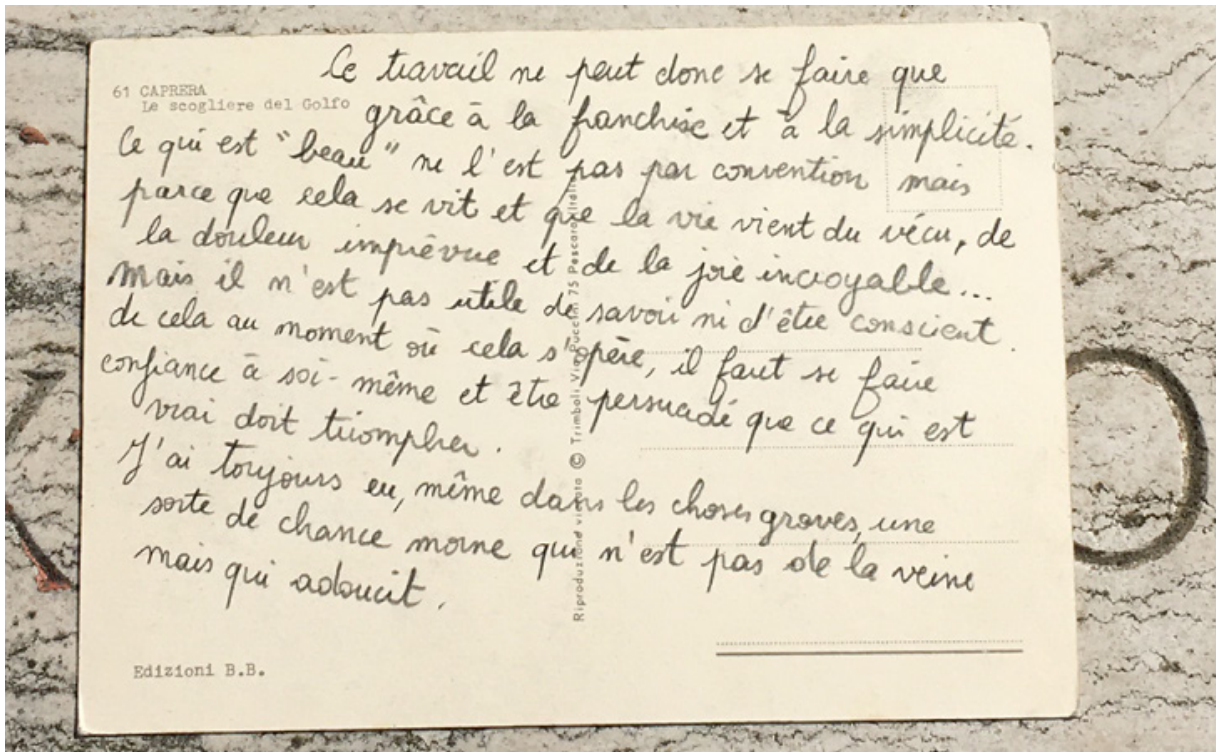 61 CAPRERA
Le scogliere del Golfo
Ce travail ne peut donc se faire que
grâce à la franchise et à la simplicité.
Ce qui est "beau" ne l'est pas par convention mais
parce que cela se vit et que la vie vient du vécu, de
la douleur imprévue et de la joie incroyable...
Mais il n'est pas utile de savoir ni d'être conscient
de cela au moment où cela s'opère, il faut se faire
confiance à soi-même et être persuadé que ce qui est
vrai doit triompher.
J'ai toujours eu, même dans les choses graves, une
sorte de chance morne qui n'est pas de la veine
mais qui adoucit.
Riproduzione vietata © Trimboli Via Puccini 75 Pescara
Edizioni B.B.